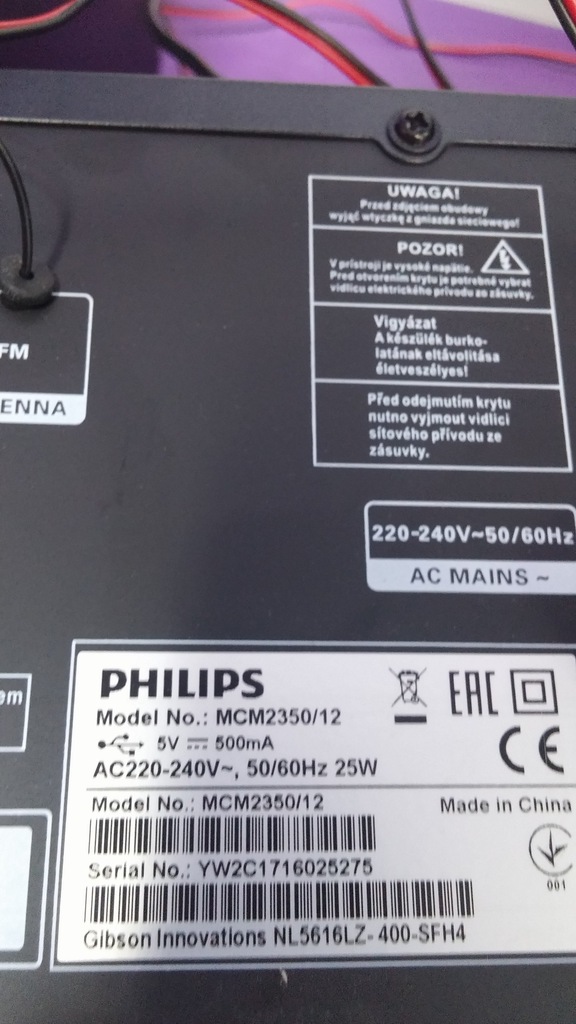 UWAGA!
Przed zdjęciem obudowy
wyjąć wtyczkę z gniazda sieciowego!
POZOR!
V prístroji je vysoké napätie.
Pred otvorením krytu je potrebné vybrat
vidlicu elektrického prívodu zo zásuvky.
Vigyázat
A készülék burko-
latának eltávolitása
életveszélyes!
Před odejmutím krytu
nutno vyjmout vidlici
síťového přívodu ze
zásuvky.
FM
ENNA
220-240V~50/60Hz
AC MAINS ~
em
PHILIPS
Model No.: MCM2350/12
5V 500mA
AC220-240V~, 50/60Hz 25W
EAC
CE
Model No.: MCM2350/12
Made in China
Serial No.: YW2C1716025275
001
Gibson Innovations NL5616LZ-400-SFH4